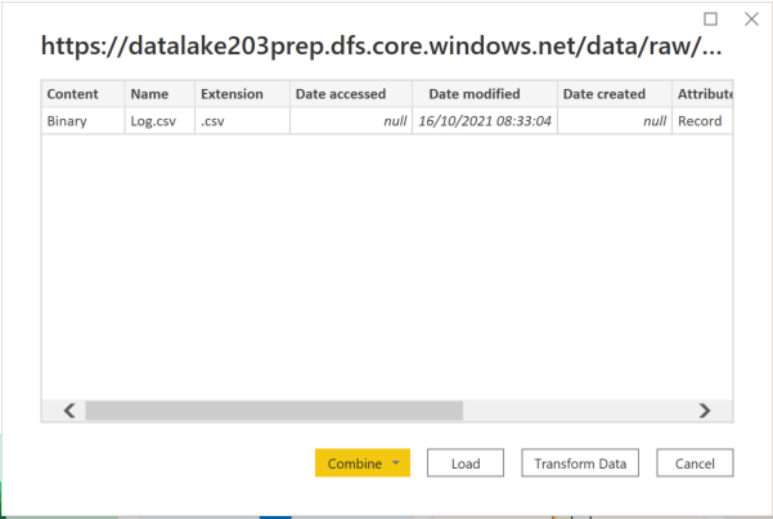 https://datalake203prep.dfs.core.windows.net/data/raw/...
Content Name Extension Date accessed Date modified Date created Attribute
Binary Log.csv .csv null 16/10/2021 08:33:04 null Record
Combine Load Transform Data Cancel